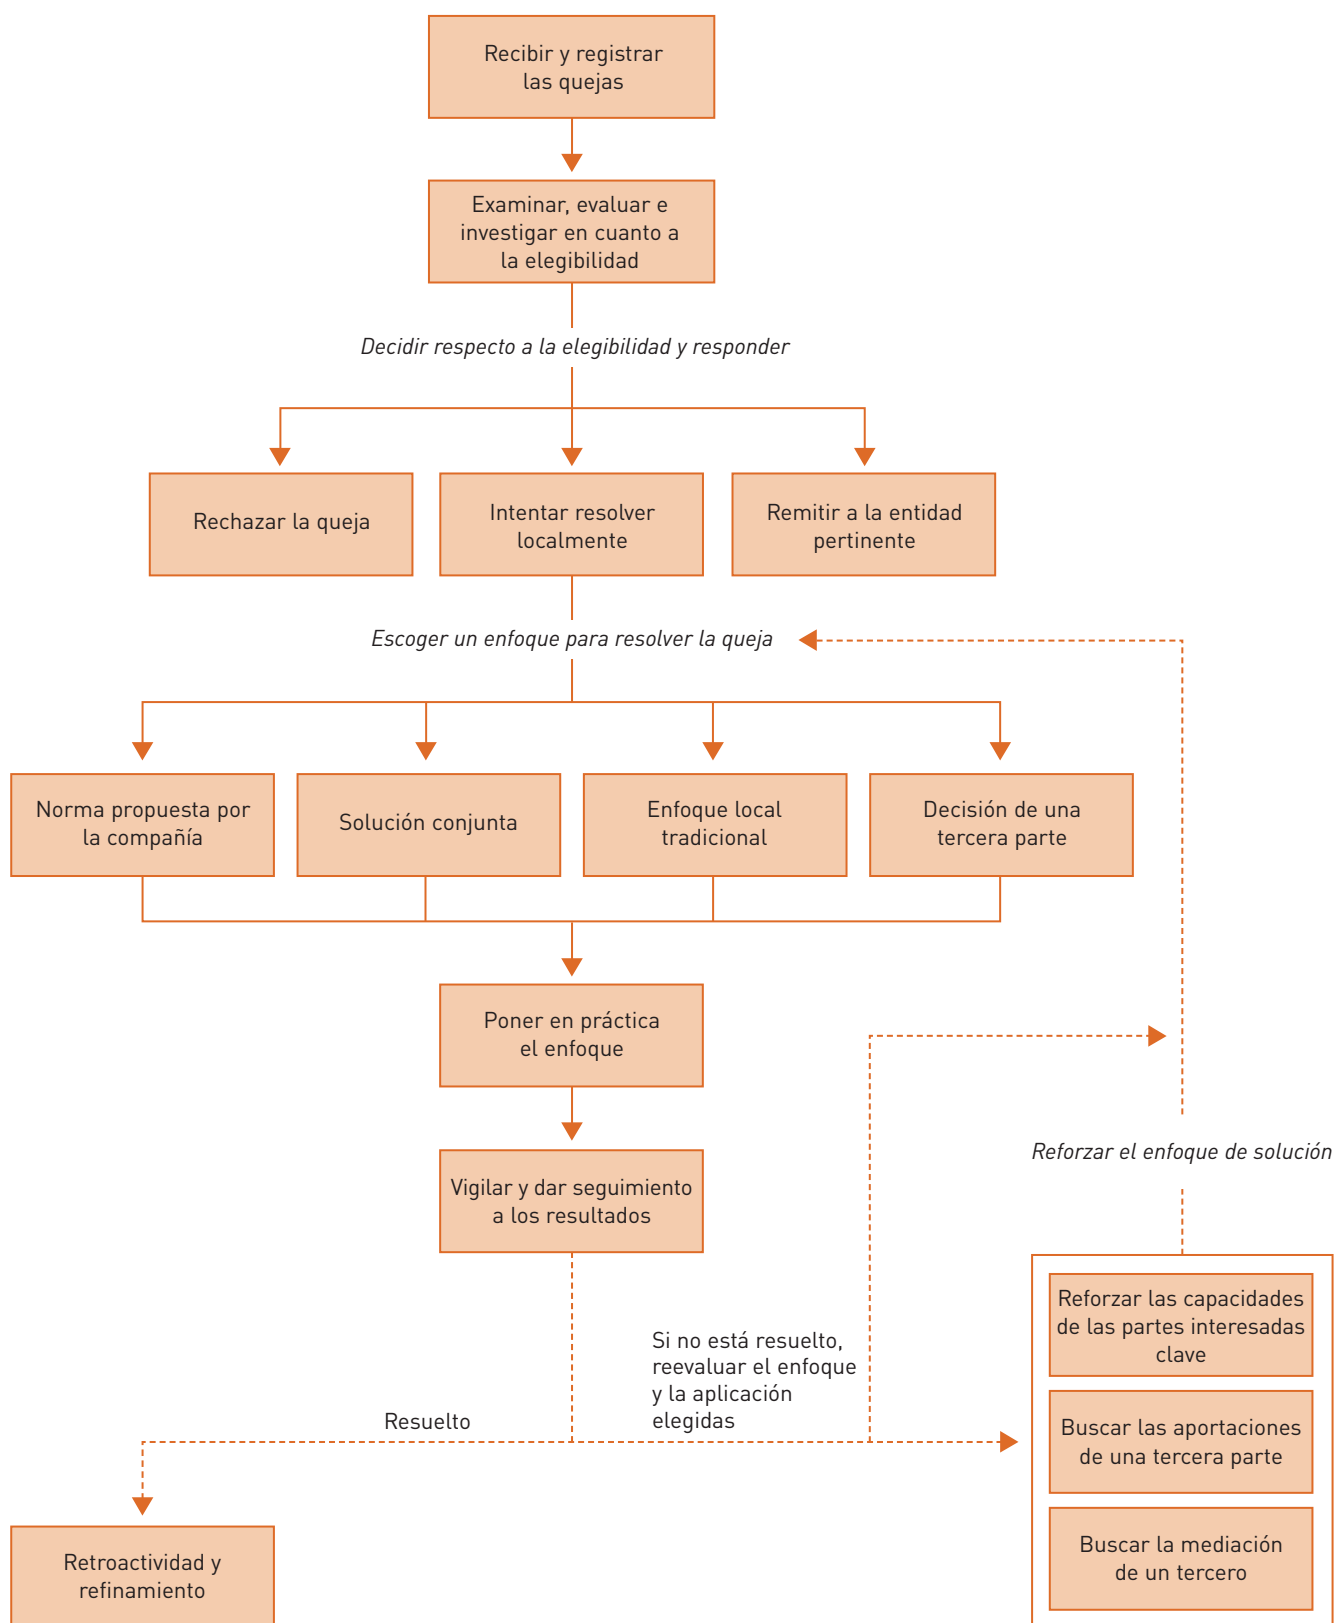 Recibir y registrar
las quejas
Examinar, evaluar e
investigar en cuanto a
la elegibilidad
Decidir respecto a la elegibilidad y responder
Rechazar la queja
Intentar resolver
localmente
Remitir a la entidad
pertinente
Escoger un enfoque para resolver la queja
Norma propuesta por
la compañía
Solución conjunta
Enfoque local
tradicional
Decisión de una
tercera parte
Poner en práctica
el enfoque
Vigilar y dar seguimiento
a los resultados
Reforzar el enfoque de solución
Si no está resuelto,
reevaluar el enfoque
y la aplicación
elegidas
Resuelto
Reforzar las capacidades
de las partes interesadas
clave
Buscar las aportaciones
de una tercera parte
Buscar la mediación
de un tercero
Retroactividad y
refinamiento